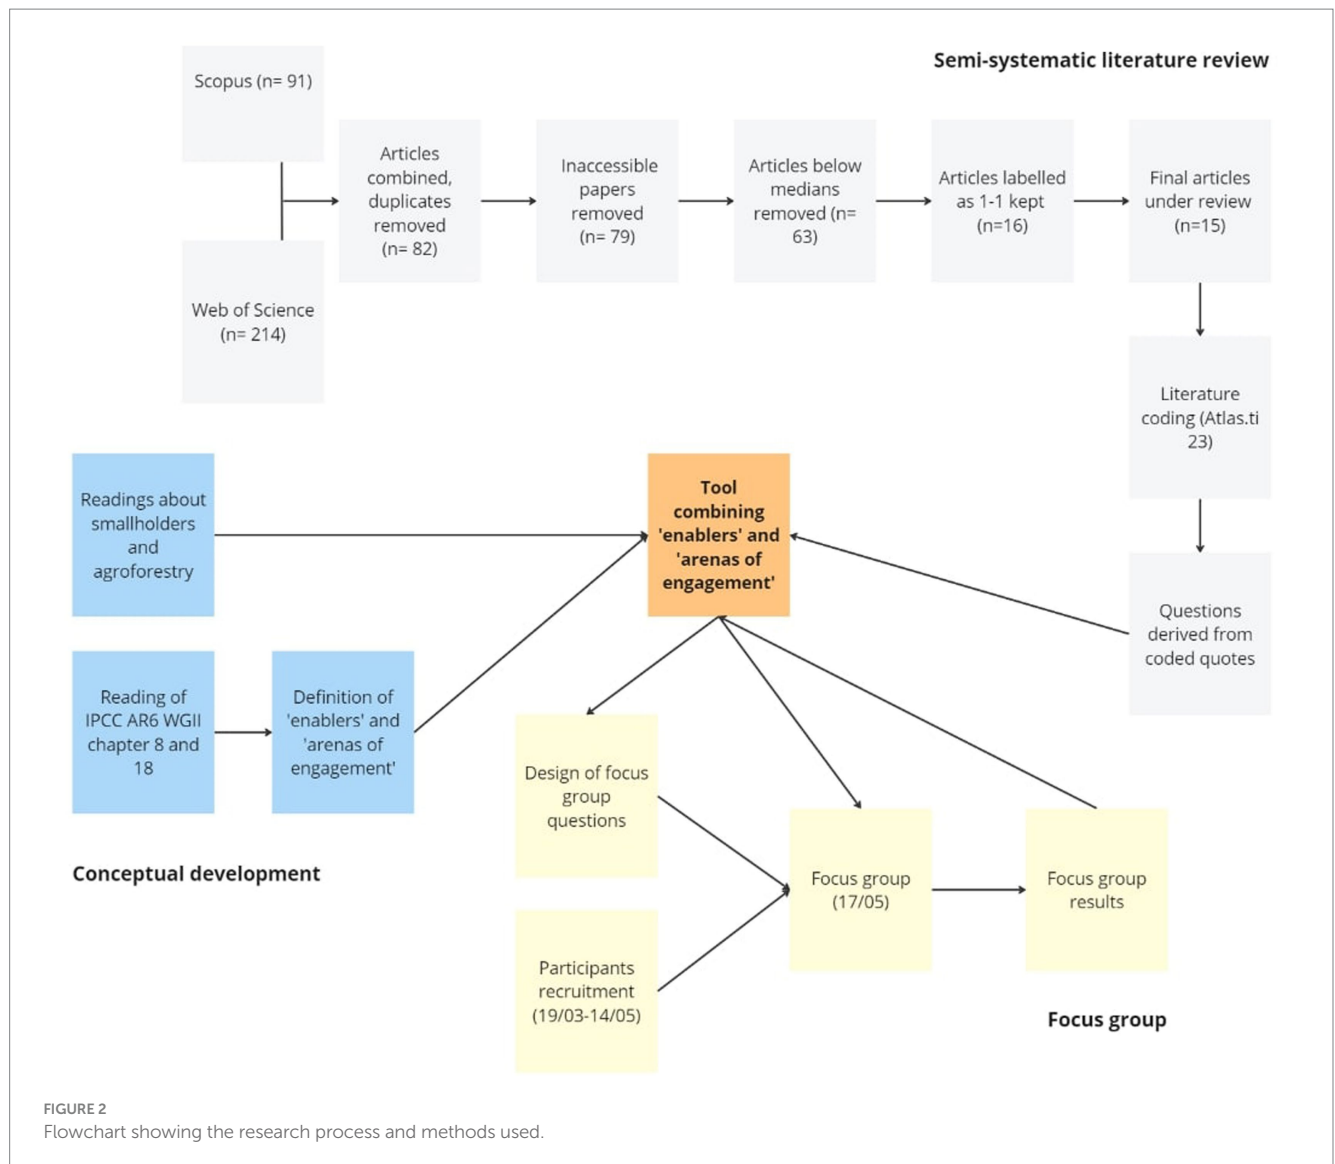 Semi-systematic literature review
Scopus (n= 91)
Articles
combined,
duplicates
removed
(n= 82)
Inaccessible
papers
removed
(n= 79)
Articles below
medians
removed (n=
63)
Articles labelled
as 1-1 kept
(n=16)
Final articles
under review
(n=15)
Web of Science
(n= 214)
Literature
coding (Atlas.ti
23)
Readings about
smallholders
and
agroforestry
Tool
combining
'enablers' and
'arenas of
engagement'
Questions
derived from
coded quotes
Reading of
IPCC AR6 WGII
chapter 8 and
18
Definition of
'enablers' and
'arenas of
engagement'
Design of focus
group
questions
Conceptual development
Focus group
(17/05)
Focus group
results
Participants
recruitment
(19/03-14/05)
Focus group
FIGURE 2
Flowchart showing the research process and methods used.